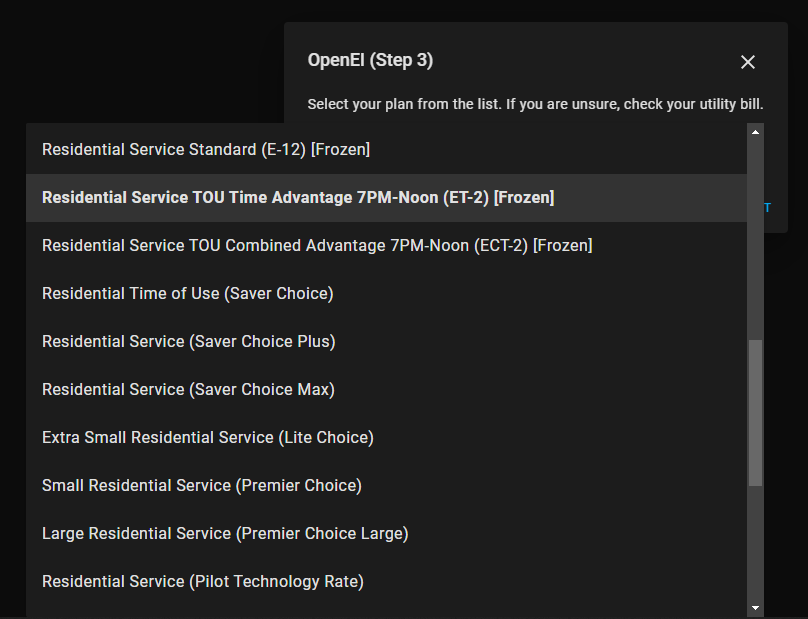 OpenEI (Step 3)
Select your plan from the list. If you are unsure, check your utility bill.
Residential Service Standard (E-12) [Frozen]
Residential Service TOU Time Advantage 7PM-Noon (ET-2) [Frozen]
T
Residential Service TOU Combined Advantage 7PM-Noon (ECT-2) [Frozen]
Residential Time of Use (Saver Choice)
Residential Service (Saver Choice Plus)
Residential Service (Saver Choice Max)
Extra Small Residential Service (Lite Choice)
Small Residential Service (Premier Choice)
Large Residential Service (Premier Choice Large)
Residential Service (Pilot Technology Rate)